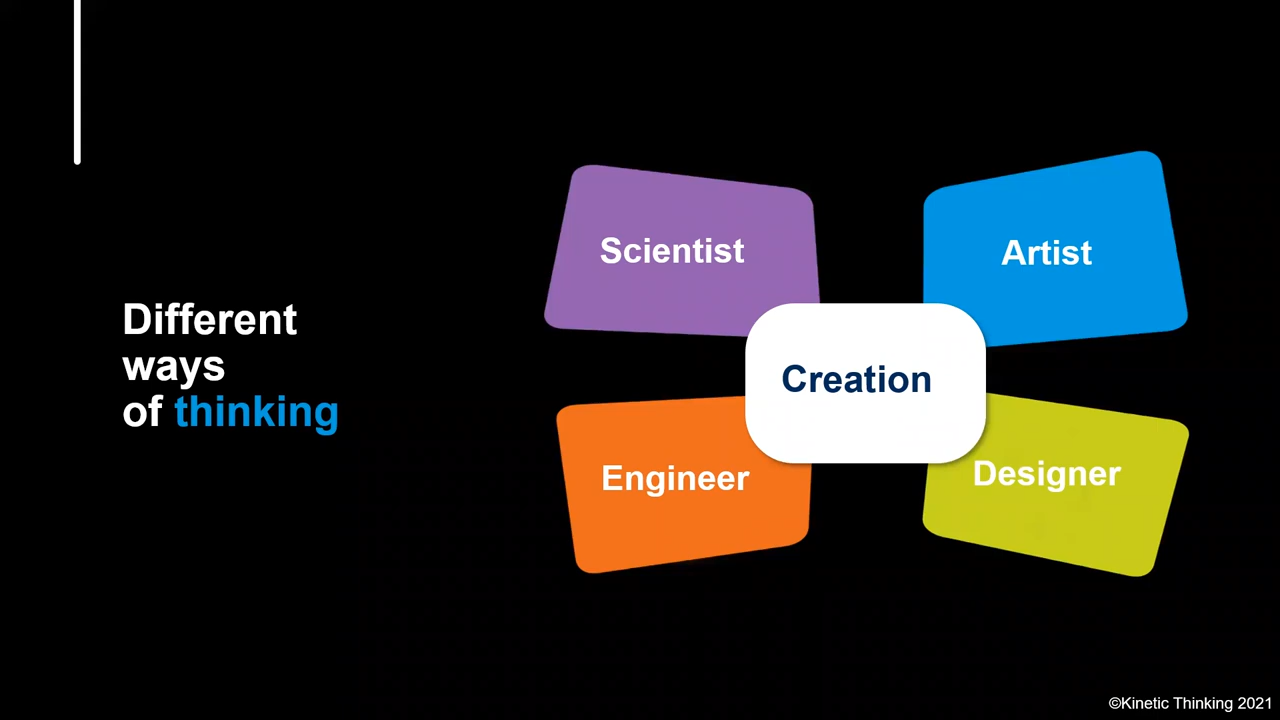 Different
ways
of thinking
Scientist
Artist
Creation
Engineer
Designer
©Kinetic Thinking 2021